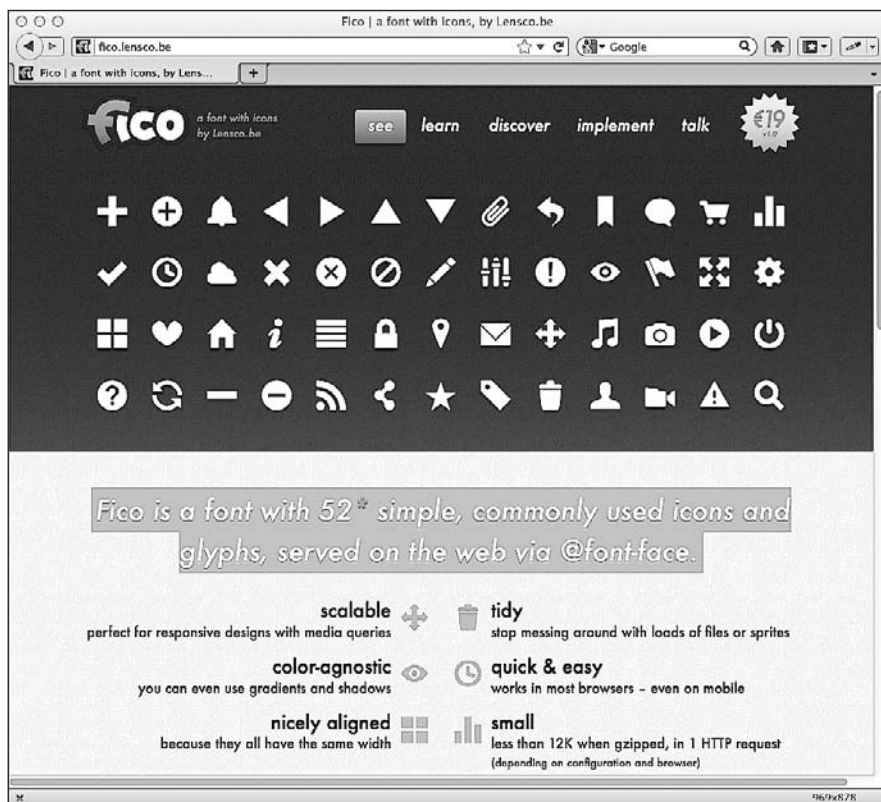 Fico | a font with icons, by Lensco.be
fico.lensco.be
Google
Fico | a font with icons, by Lens...
fico
a font with icons
by Lensco.be
see
learn
discover
implement
talk
€19
v1.0
Fico is a font with 52* simple, commonly used icons and
glyphs, served on the web via @font-face.
scalable
perfect for responsive designs with media queries
tidy
stop messing around with loads of files or sprites
color-agnostic
you can even use gradients and shadows
quick & easy
works in most browsers – even on mobile
nicely aligned
because they all have the same width
small
less than 12K when gzipped, in 1 HTTP request
(depending on configuration and browser)
969x878